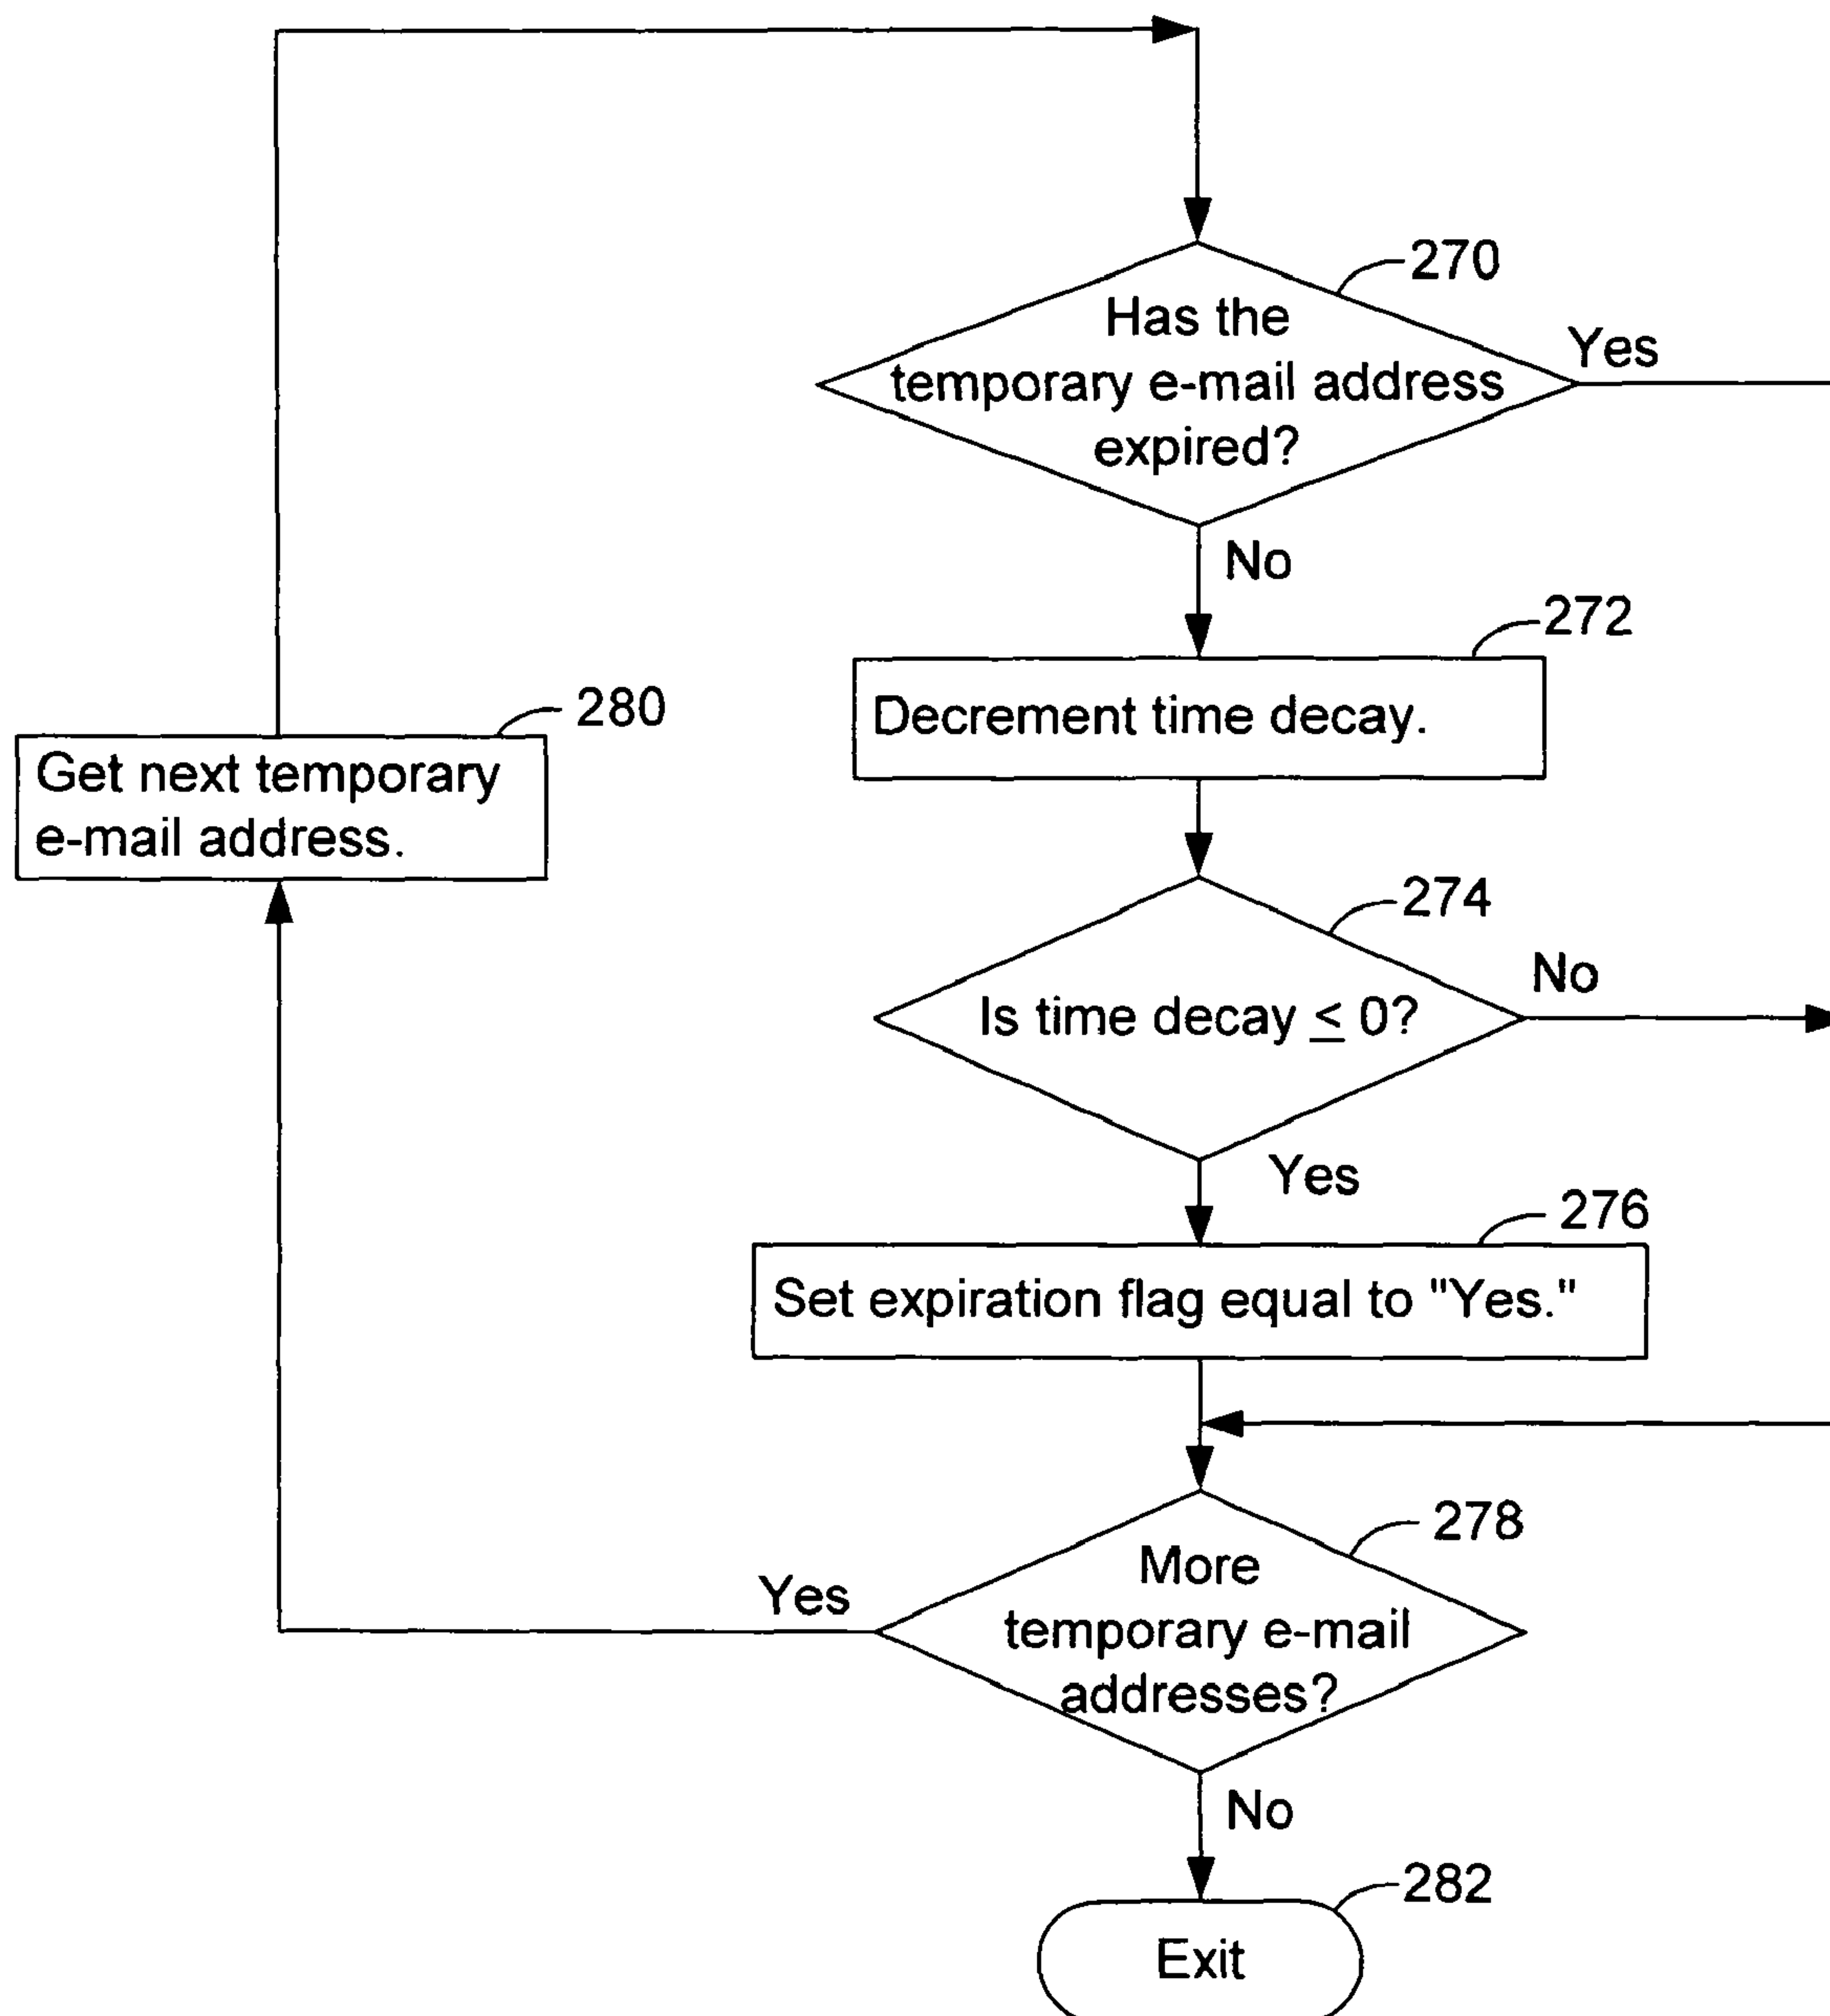 270
Has the
temporary e-mail address
expired?
Yes
No
272
Decrement time decay.
280
Get next temporary
e-mail address.
274
Is time decay ≤ 0?
No
Yes
276
Set expiration flag equal to "Yes."
278
More
temporary e-mail
addresses?
Yes
No
282
Exit